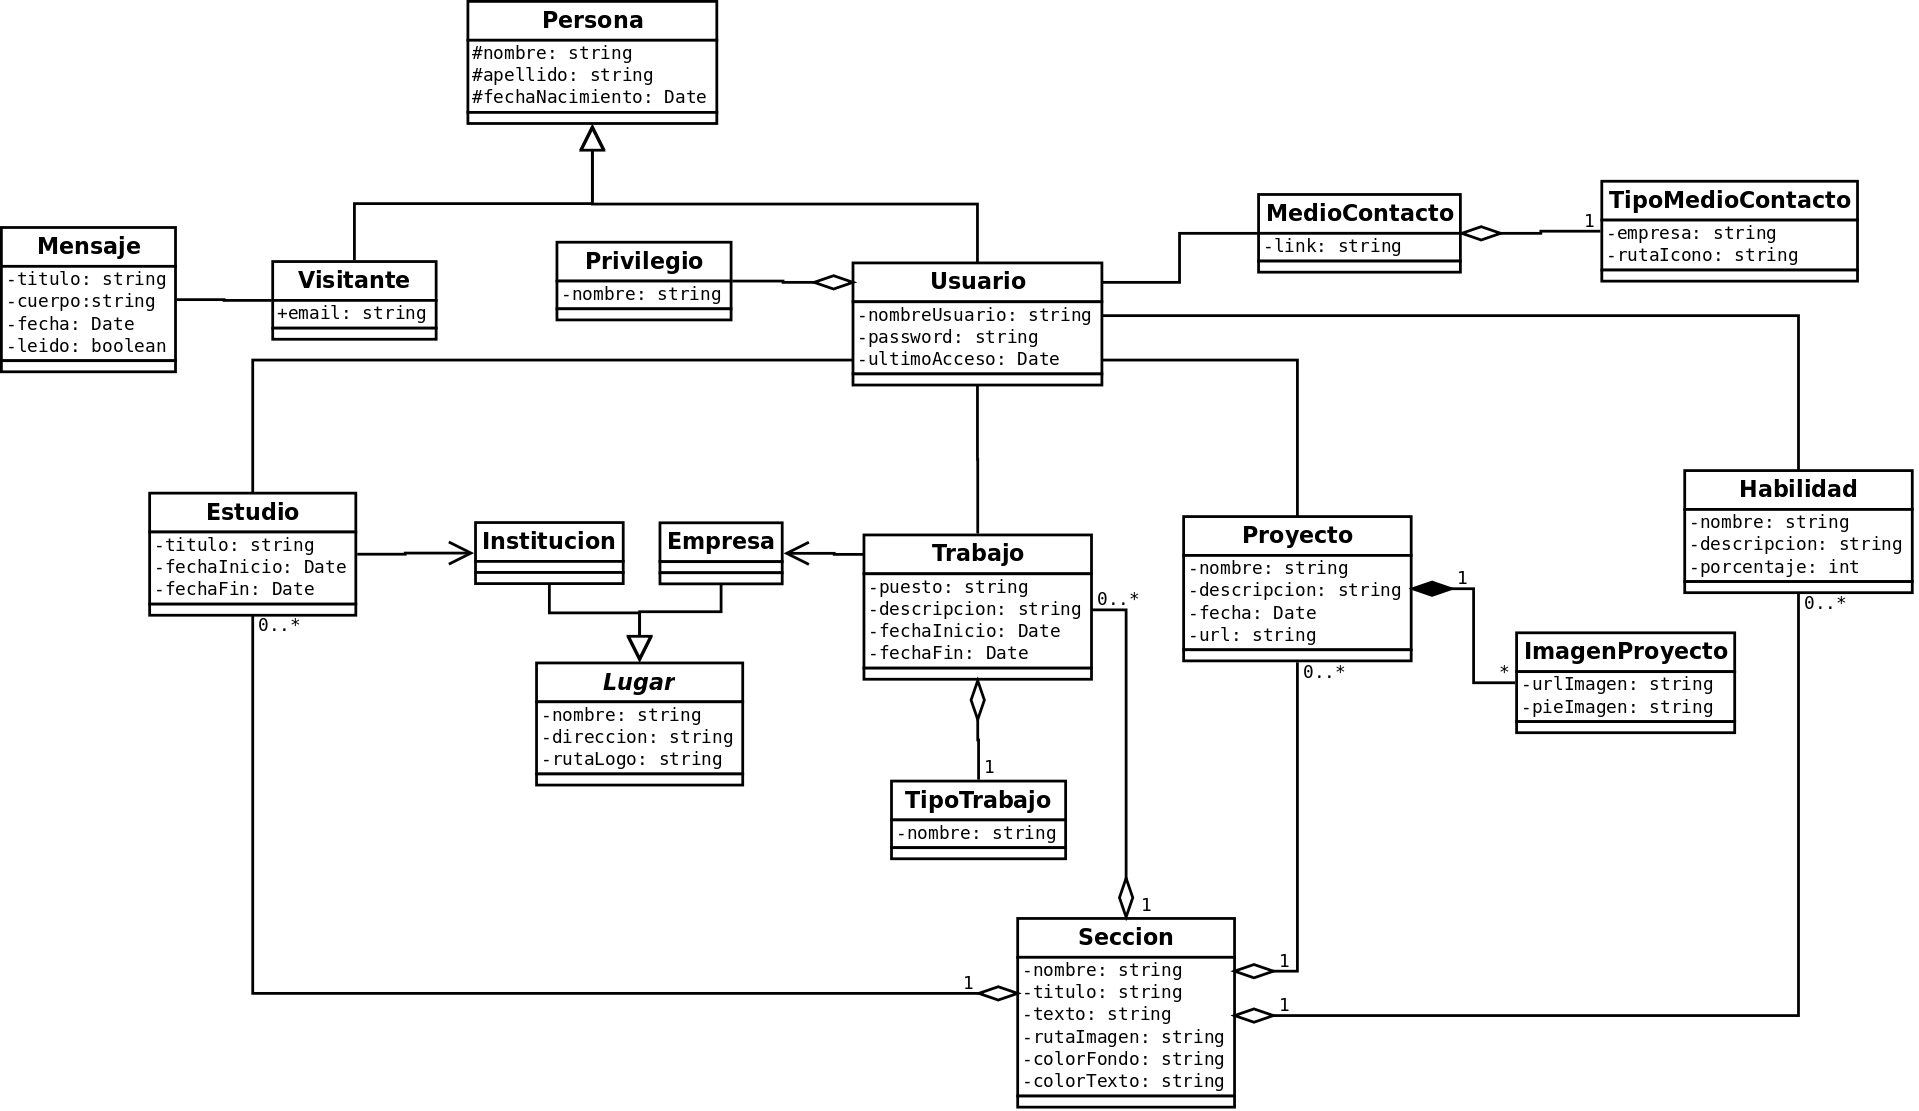 Persona
#nombre: string
#apellido: string
#fechaNacimiento: Date
Mensaje
-titulo: string
-cuerpo:string
-fecha: Date
-leido: boolean
Visitante
+email: string
Privilegio
-nombre: string
Usuario
-nombreUsuario: string
-password: string
-ultimoAcceso: Date
MedioContacto
-link: string
1
TipoMedioContacto
-empresa: string
-rutaIcono: string
Estudio
-titulo: string
-fechaInicio: Date
-fechaFin: Date
0..*
Institucion
Empresa
Lugar
-nombre: string
-direccion: string
-rutaLogo: string
Trabajo
-puesto: string
-descripcion: string
-fechaInicio: Date
-fechaFin: Date
0..*
1
TipoTrabajo
-nombre: string
Proyecto
-nombre: string
-descripcion: string
-fecha: Date
-url: string
0..*
1
*
ImagenProyecto
-urlImagen: string
-pieImagen: string
Habilidad
-nombre: string
-descripcion: string
-porcentaje: int
0..*
1
1
1
1
Seccion
-nombre: string
-titulo: string
-texto: string
-rutaImagen: string
-colorFondo: string
-colorTexto: string